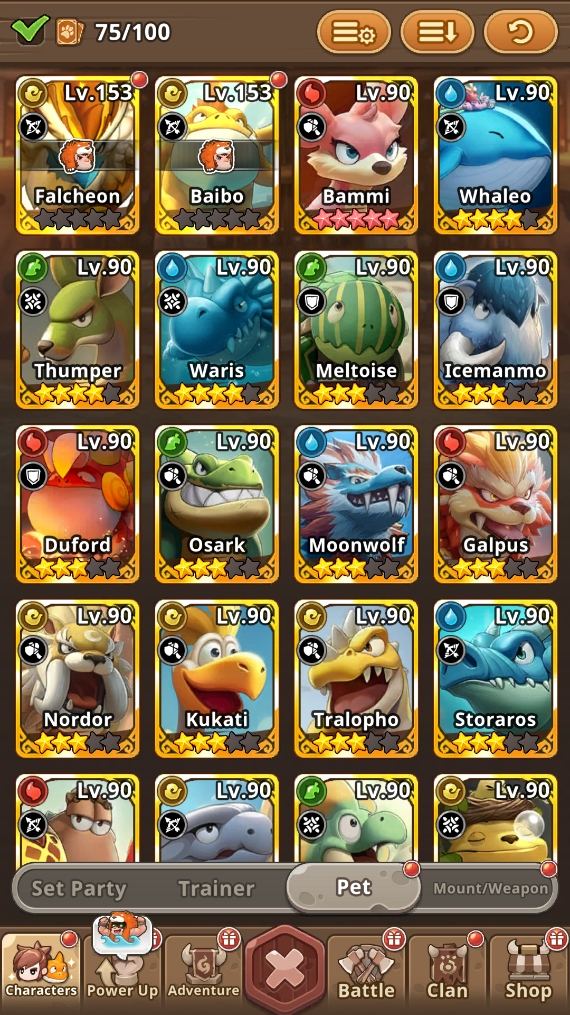 75/100
Lv.153 Lv.153 Lv.90 Lv.90
Falcheon Baibo Bammi Whaleo
Lv.90 Lv.90 Lv.90 Lv.90
Thumper Waris Meltoise Icemanmo
Lv.90 Lv.90 Lv.90 Lv.90
Duford Osark Moonwolf Galpus
Lv.90 Lv.90 Lv.90 Lv.90
Nordor Kukati Tralopho Storaros
Lv.90 Lv.90 Lv.90 Lv.90
Set Party Trainer Pet Mount/Weapon
Characters Power Up Adventure Battle Clan Shop